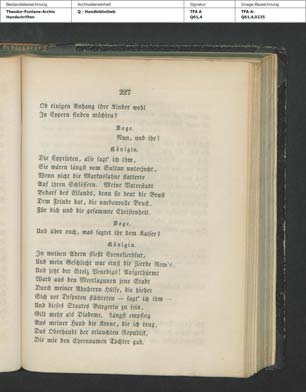 Bestandsbezeichnung
Theodor-Fontane-Archiv
Handschriften
Archivalieneinheit
Q - Handbibliothek
Signatur
TFA A
Q61,4
Image-Bezeichnung
TFA-A-
Q61,4,0235
227
Ob einigen Anhang ihre Kinder wohl
In Cypern finden möchten?
Doge.
Nun, und ihr?
Königin.
Die Cyprioten, also sagt' ich ihm,
Sie wären längst vom Sultan unterjocht,
Wenn nicht die Markusfahne flatterte
Auf ihren Schlössern. Meine Vaterstadt
Bedarf des Eilands, denn sie beut die Brust
Dem Feinde dar, die narbenvolle Brust,
Für dich und die gesammte Christenheit.
Doge.
Und über euch, was sagtet ihr dem Kaiser?
Königin.
In meinen Adern fließt Cornelierblut,
Und mein Geschlecht war einst die Zierde Rom's,
Und jetzt der Stolz Venedigs! Aufgethürmt
Ward aus den Meereslagunen jene Stadt
Durch meiner Ahnherrn Hülfe, die hieher
Sich vor Despoten flüchteten — sagt' ich ihm —
Und dieses Staates Bürgerin zu sein,
Gilt mehr als Diademe. Längst empfing
Aus meiner Hand die Krone, die ich trug,
Das Oberhaupt der erlauchten Republik,
Die mir den Ehrennamen Tochter gab.